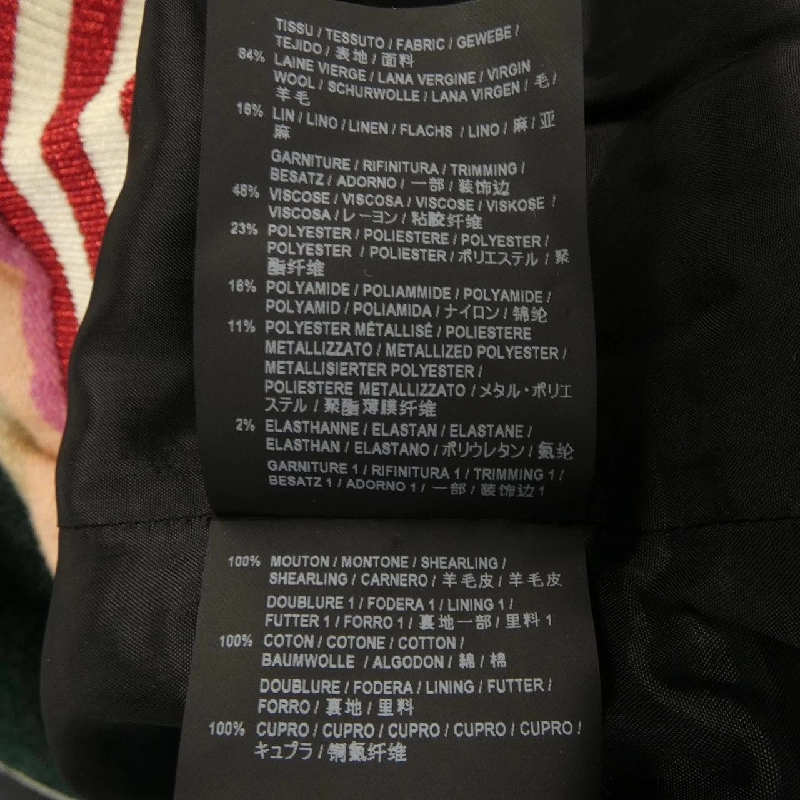 TISSU / TESSUTO / FABRIC / GEWEBE /
TEJIDO / 表地 / 面料
84% LAINE VIERGE / LANA VERGINE / VIRGIN
WOOL / SCHURWOLLE / LANA VIRGEN / 毛 /
羊毛
16% LIN / LINO / LINEN / FLACHS / LINO / 麻 / 亚
麻
GARNITURE / RIFINITURA / TRIMMING /
BESATZ / ADORNO / 一部 / 装饰边
48% VISCOSE / VISCOSA / VISCOSE / VISKOSE /
VISCOSA / レーヨン / 粘胶纤维
23% POLYESTER / POLIESTERE / POLYESTER /
POLYESTER / POLIESTER / ポリエステル / 聚
酯纤维
16% POLYAMIDE / POLIAMMIDE / POLYAMIDE /
POLYAMID / POLIAMIDA / ナイロン / 锦纶
11% POLYESTER MÉTALLISÉ / POLIESTERE
METALLIZZATO / METALLIZED POLYESTER /
METALLISIERTER POLYESTER /
POLIESTERE METALLIZZATO / メタル・ポリエ
ステル / 聚酯薄膜纤维
2% ELASTHANNE / ELASTAN / ELASTANE /
ELASTHAN / ELASTANO / ポリウレタン / 氨纶
GARNITURE 1 / RIFINITURA 1 / TRIMMING 1 /
BESATZ 1 / ADORNO 1 / 一部 / 装饰边 1
100% MOUTON / MONTONE / SHEARLING /
SHEARLING / CARNERO / 羊毛皮 / 羊毛皮
DOUBLURE 1 / FODERA 1 / LINING 1 /
FUTTER 1 / FORRO 1 / 裏地一部 / 里料 1
100% COTON / COTONE / COTTON /
BAUMWOLLE / ALGODON / 綿 / 棉
DOUBLURE / FODERA / LINING / FUTTER /
FORRO / 裏地 / 里料
100% CUPRO / CUPRO / CUPRO / CUPRO / CUPRO /
キュプラ / 铜氨纤维